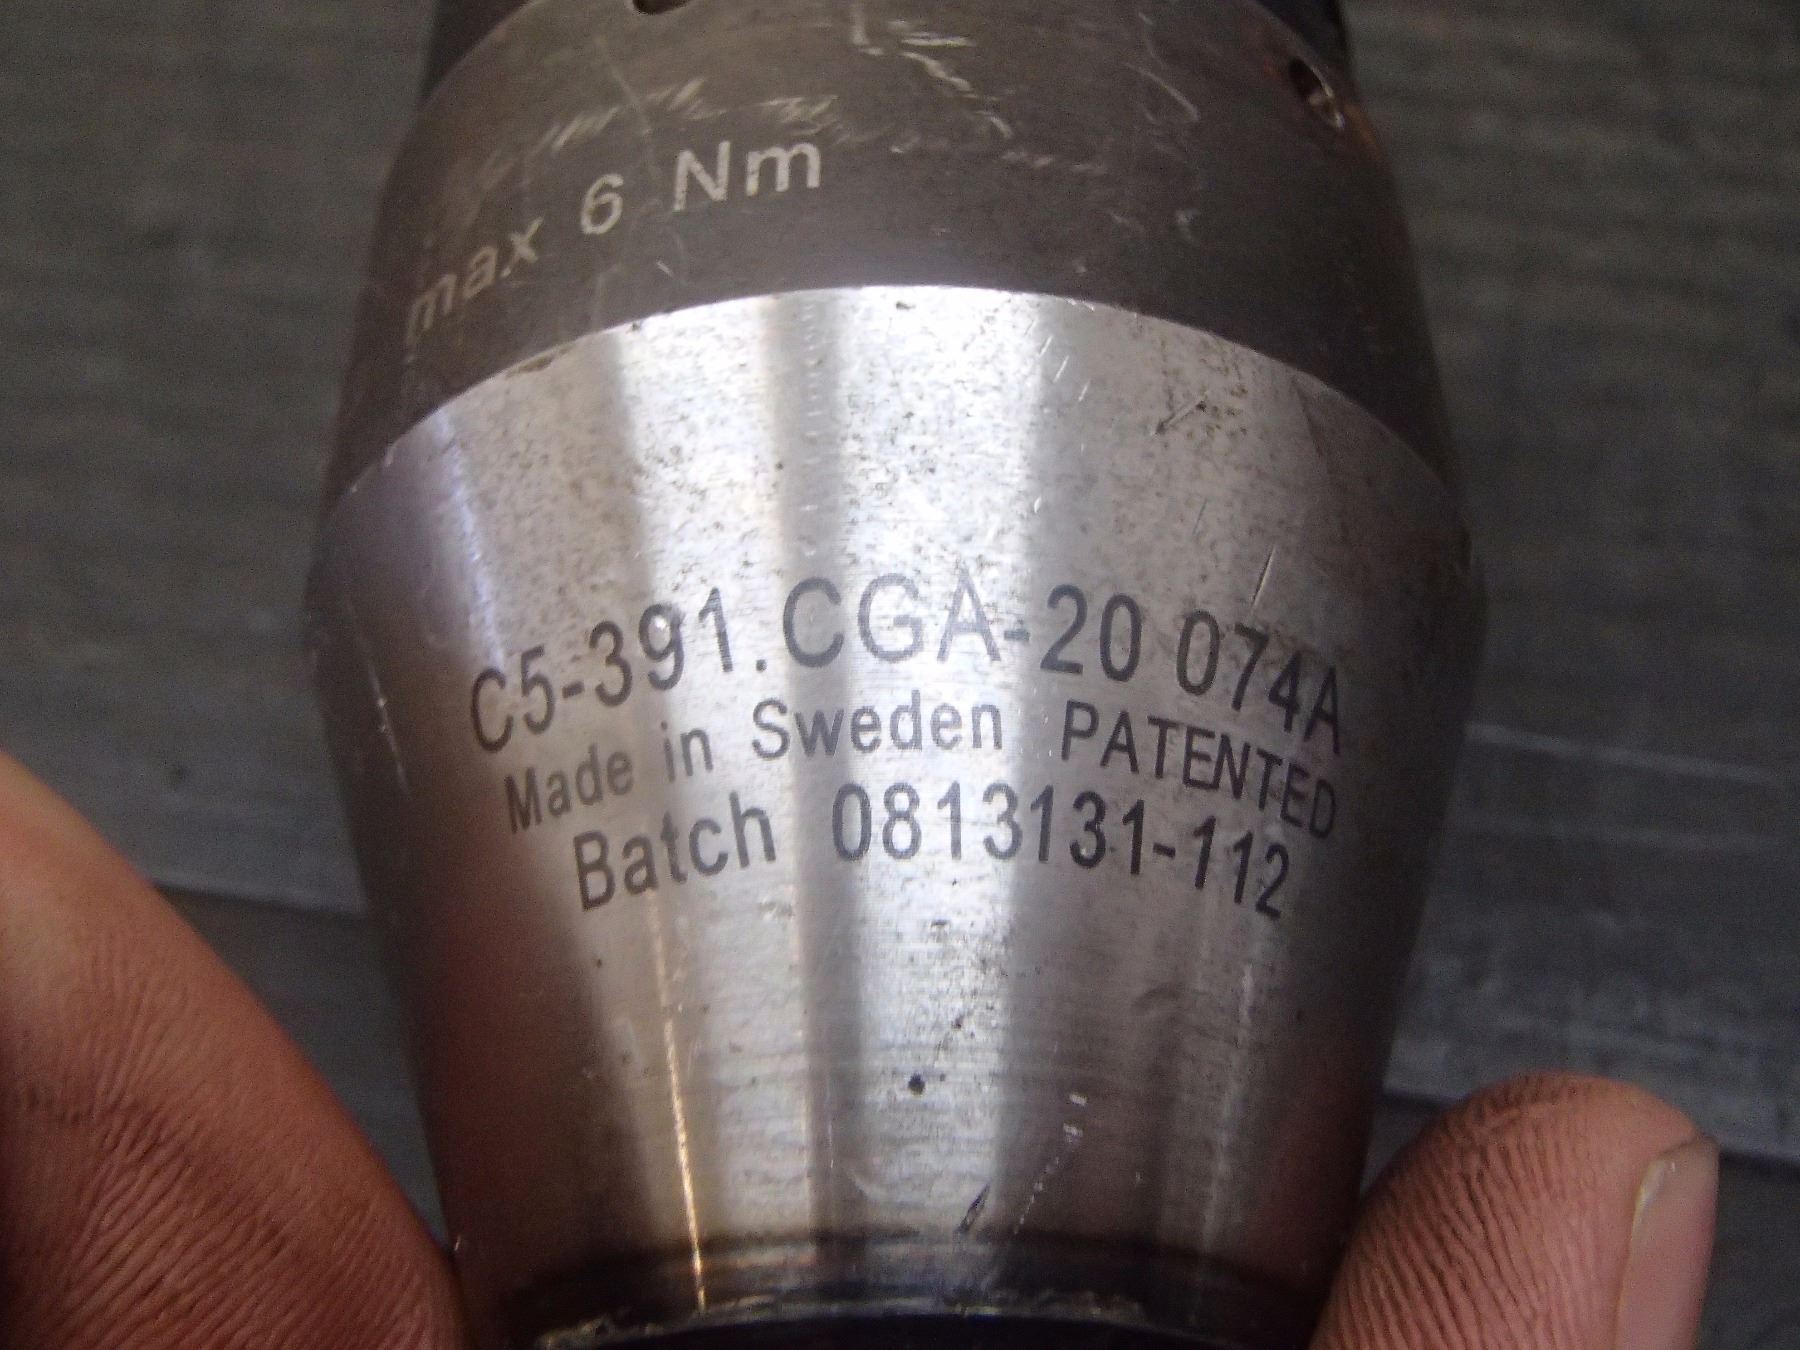 max 6 Nm
C5-391.CGA-20 074A
Made in Sweden PATENTED
Batch 0813131-112